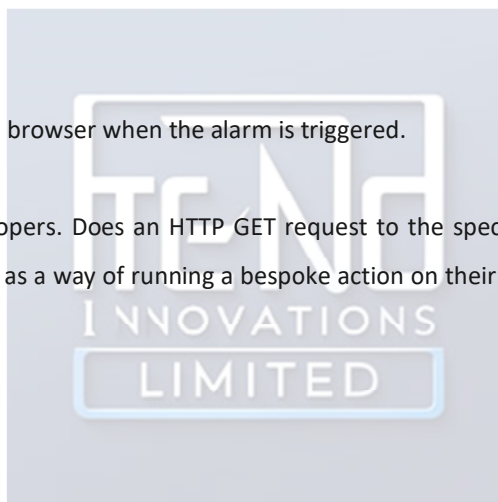 browser when the alarm is triggered.
opers. Does an HTTP GET request to the spec
as a way of running a bespoke action on their
INNOVATIONS
LIMITED